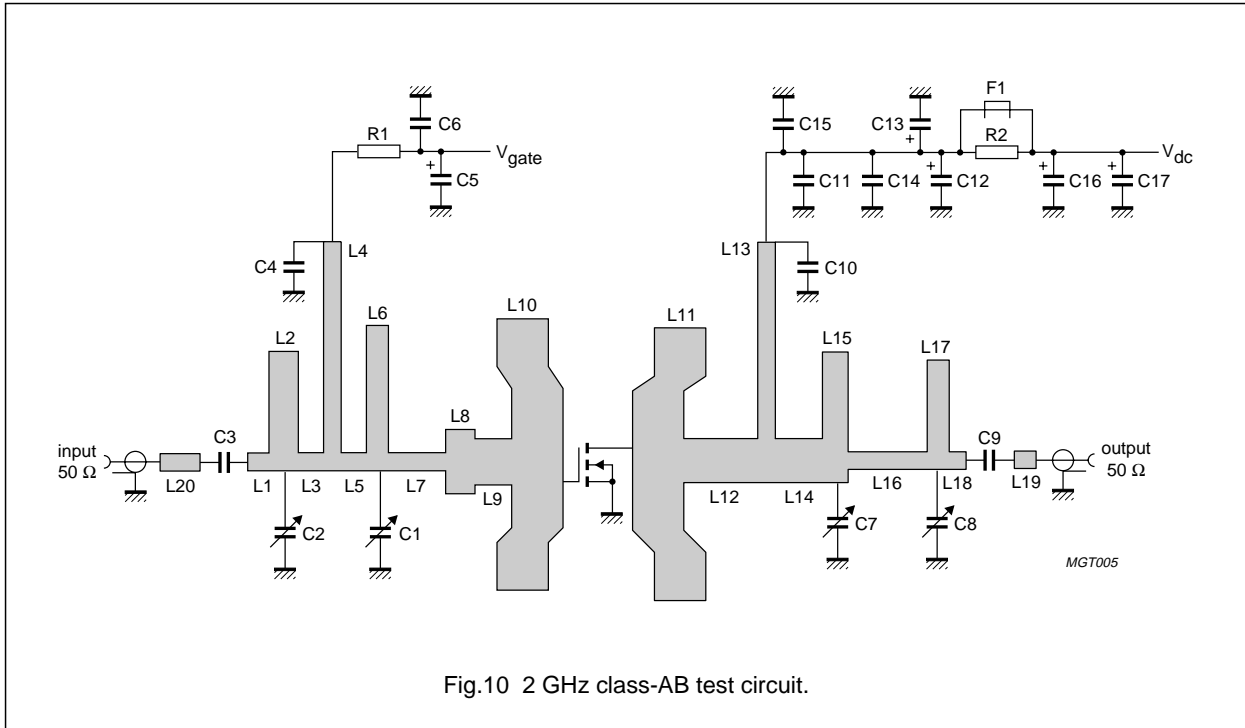 F1
C6
C15
C13
R1
R2
+
Vgate
Vdc
+
C5
C11
C14
+
C12
+
C16
+
C17
L4
L13
C4
C10
L10
L11
L6
L2
L15
L17
L8
input
50 Ω
C3
C9
output
50 Ω
L20
L1
L3
L5
L7
L9
L12
L14
L16
L18
L19
C2
C1
C7
C8
MGT005
Fig.10 2 GHz class-AB test circuit.